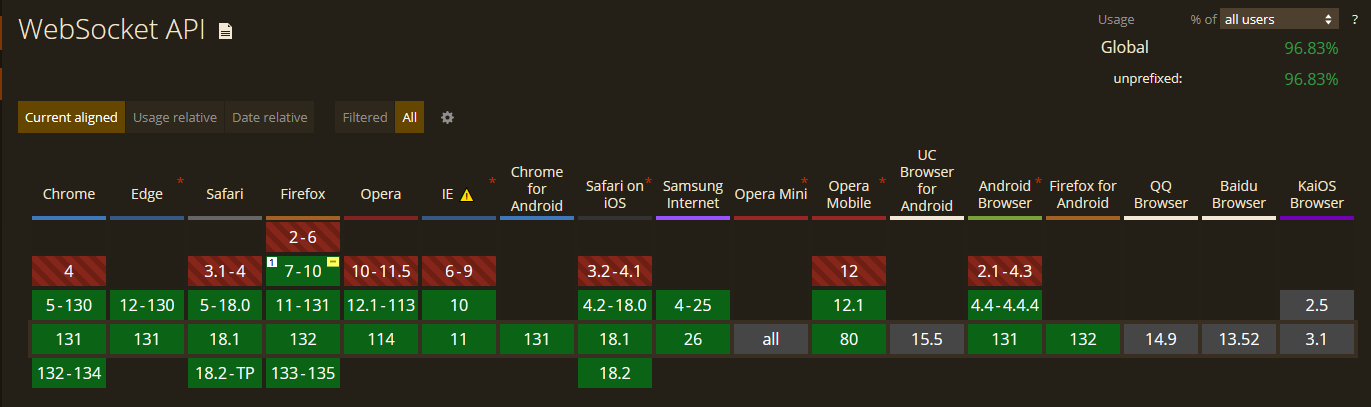 WebSocket API
Usage % of all users ?
Global 96.83%
unprefixed: 96.83%
Current aligned Usage relative Date relative Filtered All
Chrome
Edge *
Safari
Firefox
Opera
IE *
Chrome for Android
Safari on iOS *
Samsung Internet
Opera Mini *
Opera Mobile *
UC Browser for Android
Android Browser *
Firefox for Android
QQ Browser
Baidu Browser
KaiOS Browser
2-6
4 3.1-4 1 7-10 10-11.5 6-9 3.2-4.1 12 2.1-4.3
5-130 12-130 5-18.0 11-131 12.1-113 10 4.2-18.0 4-25 12.1 4.4-4.4.4 2.5
131 131 18.1 132 114 11 131 18.1 26 all 80 15.5 131 132 14.9 13.52 3.1
132-134 18.2-TP 133-135 18.2